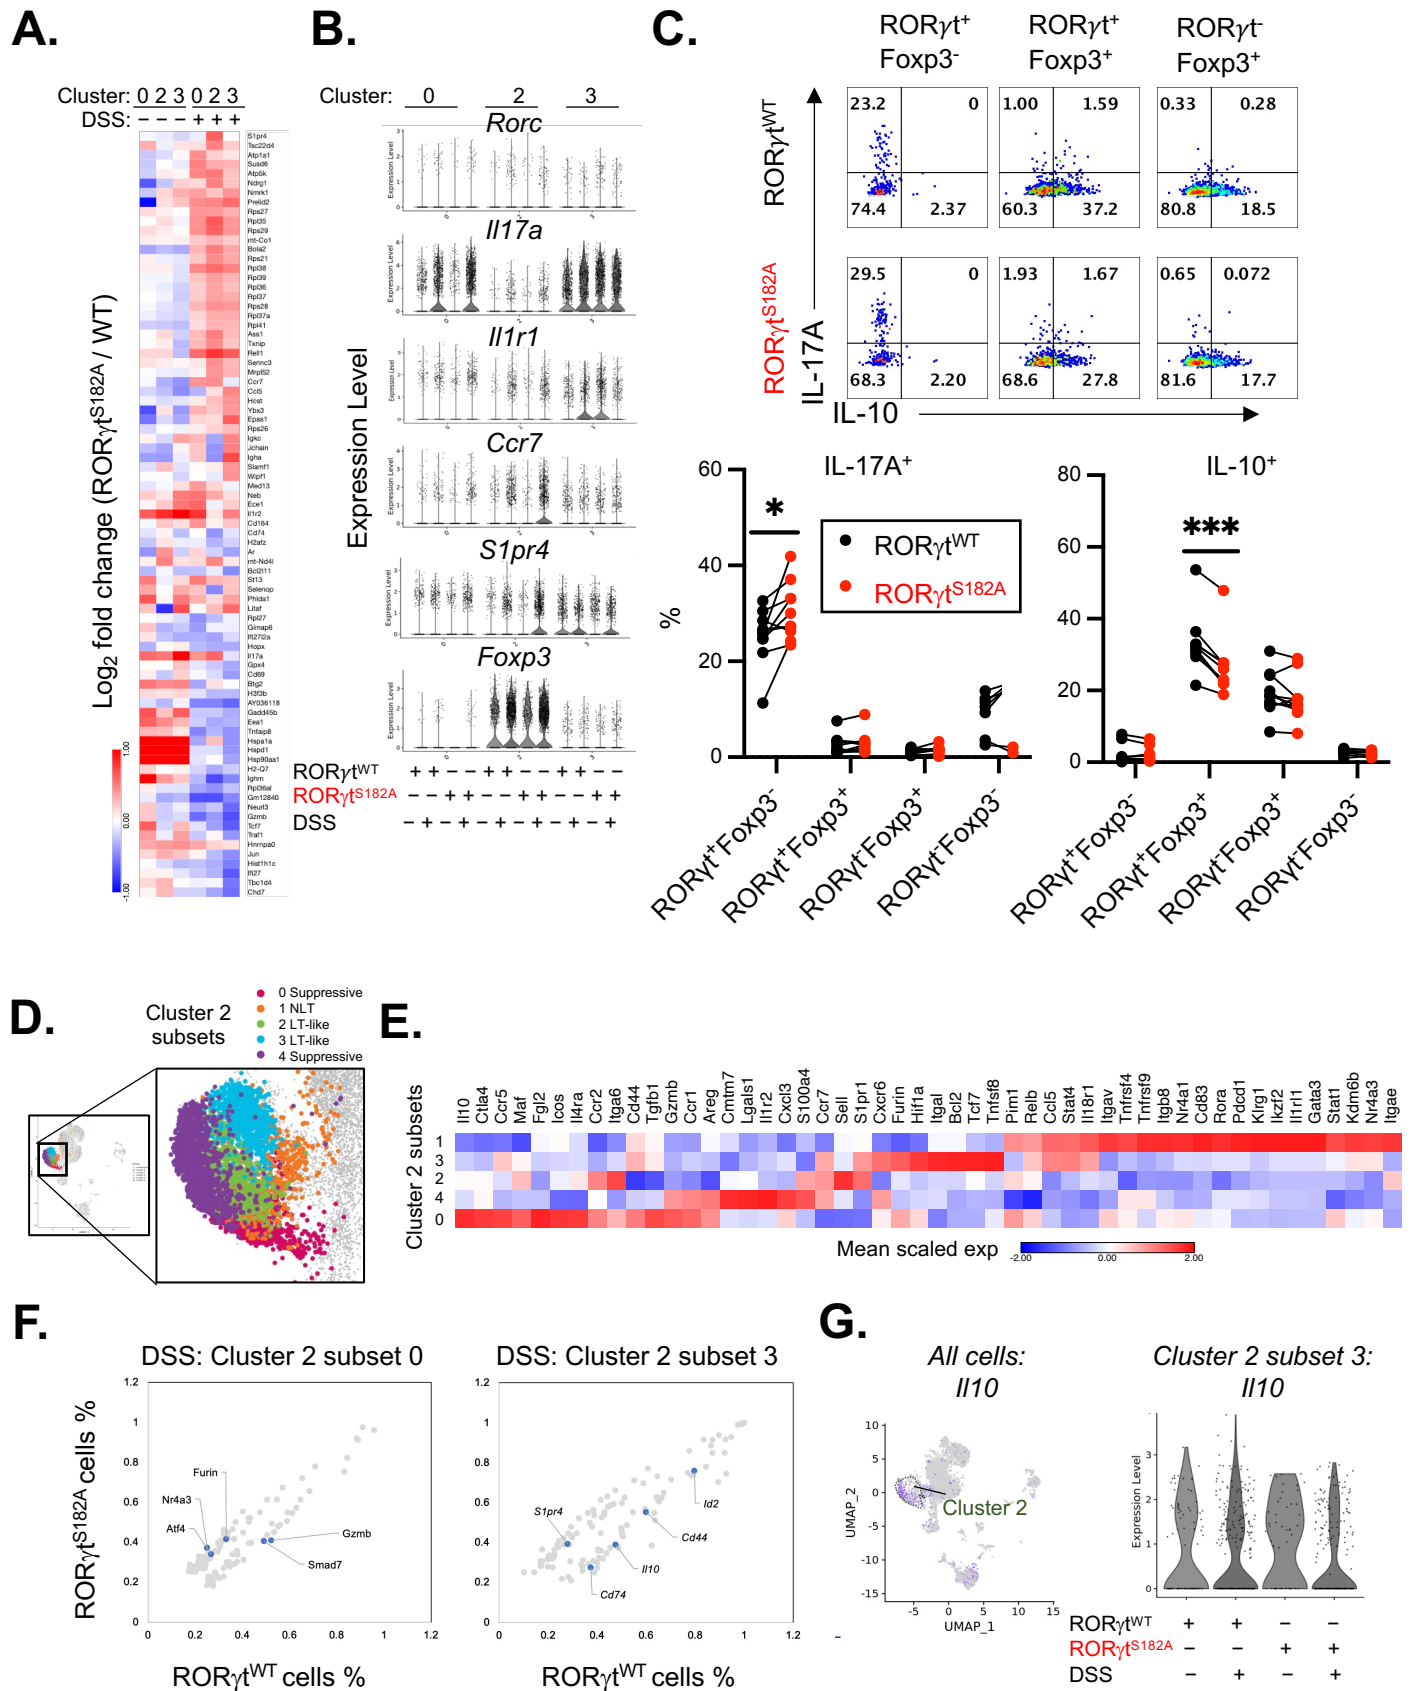 A.
Cluster: 0 2 3 0 2 3
DSS: – – – + + +
Log2 fold change (RORγtS182A / WT)
S1pr4
Tsc22d4
Atp1a1
Susd6
Atp5k
Ndrg1
Nmrk1
Prelid2
Rps27
Rpl35
Rps29
mt-Co1
Bola2
Rps21
Rpl38
Rpl39
Rpl36
Rpl37
Rps28
Rpl37a
Rpl41
Ass1
Txnip
Rell1
Serinc3
Mrpl52
Ccr7
Ccl5
Hcst
Ybx3
Epas1
Rps26
Igkc
Jchain
Igha
Slamf1
Wipf1
Med13
Neb
Ece1
Il1r2
Cd164
Cd74
H2afz
Ar
mt-Nd4l
Bcl2l11
St13
Selenop
Phlda1
Litaf
Rpl27
Gimap6
Ifi27l2a
Hopx
Il17a
Gpx4
Cd69
Btg2
H3f3b
AY036118
Gadd45b
Eea1
Tnfaip8
Hspa1a
Hspd1
Hsp90aa1
H2-Q7
Ighm
Rpl36al
Gm12840
Neurl3
Gzmb
Tcf7
Traf1
Hnrnpa0
Jun
Hist1h1c
Ifi27
Tbc1d4
Chd7
1.00
0.00
-1.00
B.
Cluster: 0 2 3
Expression Level
Rorc
Il17a
Il1r1
Ccr7
S1pr4
Foxp3
RORγtWT + + – – + + – – + + – –
RORγtS182A – – + + – – + + – – + +
DSS – + – + – + – + – + – +
C.
RORγt+ Foxp3-
RORγt+ Foxp3+
RORγt- Foxp3+
RORγtWT
23.2 0
74.4 2.37
1.00 1.59
60.3 37.2
0.33 0.28
80.8 18.5
RORγtS182A
29.5 0
68.3 2.20
1.93 1.67
68.6 27.8
0.65 0.072
81.6 17.7
IL-17A
IL-10
IL-17A+
%
60
40
20
0
*
RORγtWT
RORγtS182A
RORγt+Foxp3-
RORγt+Foxp3+
RORγt-Foxp3+
RORγt-Foxp3-
IL-10+
80
60
40
20
0
***
RORγt+Foxp3-
RORγt+Foxp3+
RORγt-Foxp3+
RORγt-Foxp3-
D.
Cluster 2
subsets
0 Suppressive
1 NLT
2 LT-like
3 LT-like
4 Suppressive
E.
Cluster 2 subsets
Il10 Ctla4 Ccr5 Maf Fgl2 Icos Il4ra Ccr2 Itga6 Cd44 Tgfb1 Gzmb Ccr1 Areg Cmtm7 Lgals1 Il1r2 Cxcl3 S100a4 Ccr7 Sell S1pr1 Cxcr6 Furin Hif1a Itgal Bcl2 Tcf7 Tnfsf8 Pim1 Relb Ccl5 Stat4 Il18r1 Itgav Tnfrsf4 Tnfrsf9 Itgb8 Nr4a1 Cd83 Rora Pdcd1 Klrg1 Ikzf2 Il1rl1 Gata3 Stat1 Kdm6b Nr4a3 Itgae
1
3
2
4
0
Mean scaled exp
-2.00 0.00 2.00
F.
DSS: Cluster 2 subset 0
RORγtS182A cells %
1.2
1
0.8
0.6
0.4
0.2
0
Furin
Nr4a3
Atf4
Gzmb
Smad7
0 0.2 0.4 0.6 0.8 1 1.2
RORγtWT cells %
DSS: Cluster 2 subset 3
1.2
1
0.8
0.6
0.4
0.2
0
S1pr4
Id2
Cd44
Il10
Cd74
0 0.2 0.4 0.6 0.8 1 1.2
RORγtWT cells %
G.
All cells:
Il10
UMAP_2
10
5
0
-5
-10
-15
Cluster 2
-5 0 5 10 15
UMAP_1
Cluster 2 subset 3:
Il10
Expression Level
3
2
1
0
RORγtWT + + – –
RORγtS182A – – + +
DSS – + – +